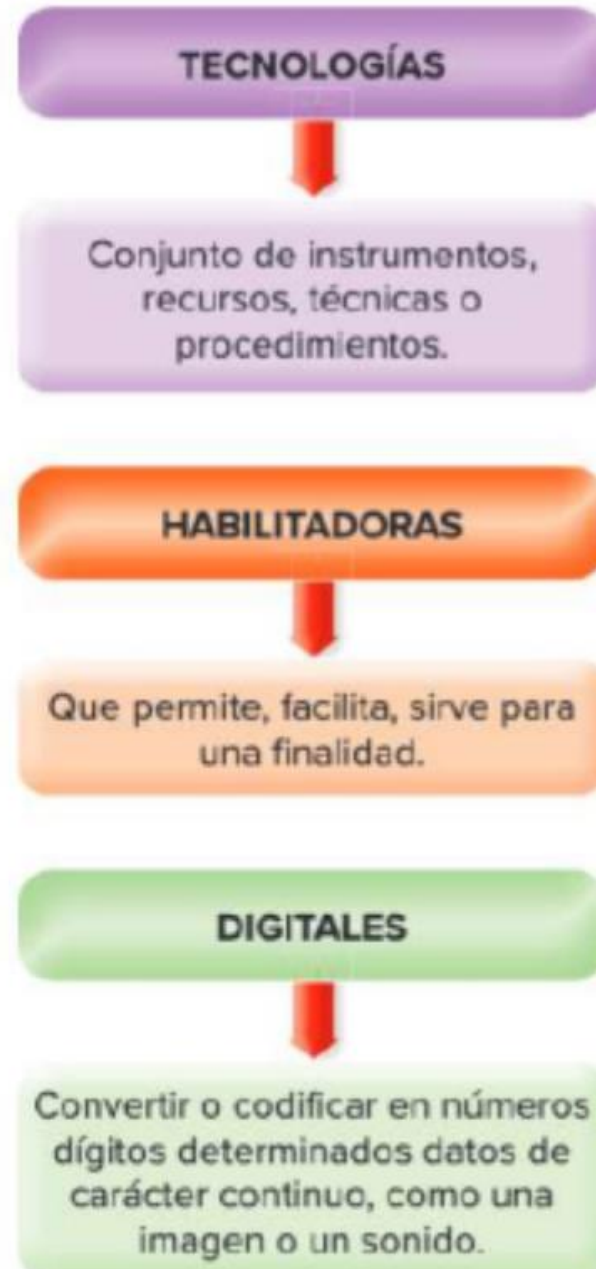 TECNOLOGÍAS
Conjunto de instrumentos,
recursos, técnicas o
procedimientos.
HABILITADORAS
Que permite, facilita, sirve para
una finalidad.
DIGITALES
Convertir o codificar en números
dígitos determinados datos de
carácter continuo, como una
imagen o un sonido.